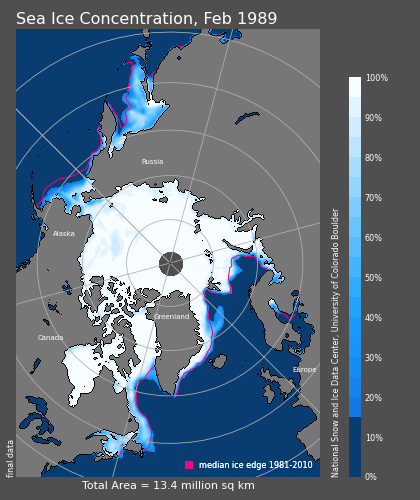 Sea Ice Concentration, Feb 1989
Russia
Alaska
Greenland
Canada
Europe
median ice edge 1981-2010
Total Area = 13.4 million sq km
final data
100%
90%
80%
70%
60%
50%
40%
30%
20%
10%
0%
National Snow and Ice Data Center, University of Colorado Boulder